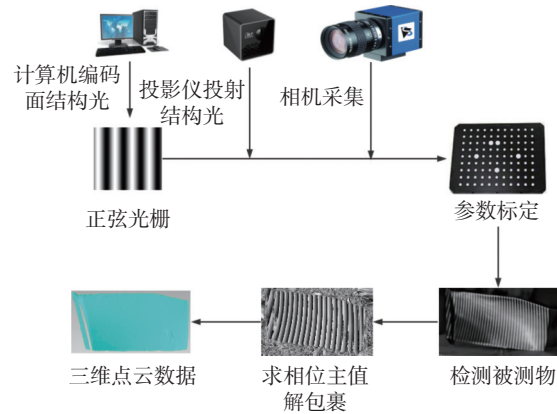 计算机编码
面结构光
投影仪投射
结构光
相机采集
正弦光栅
参数标定
三维点云数据
求相位主值
解包裹
检测被测物